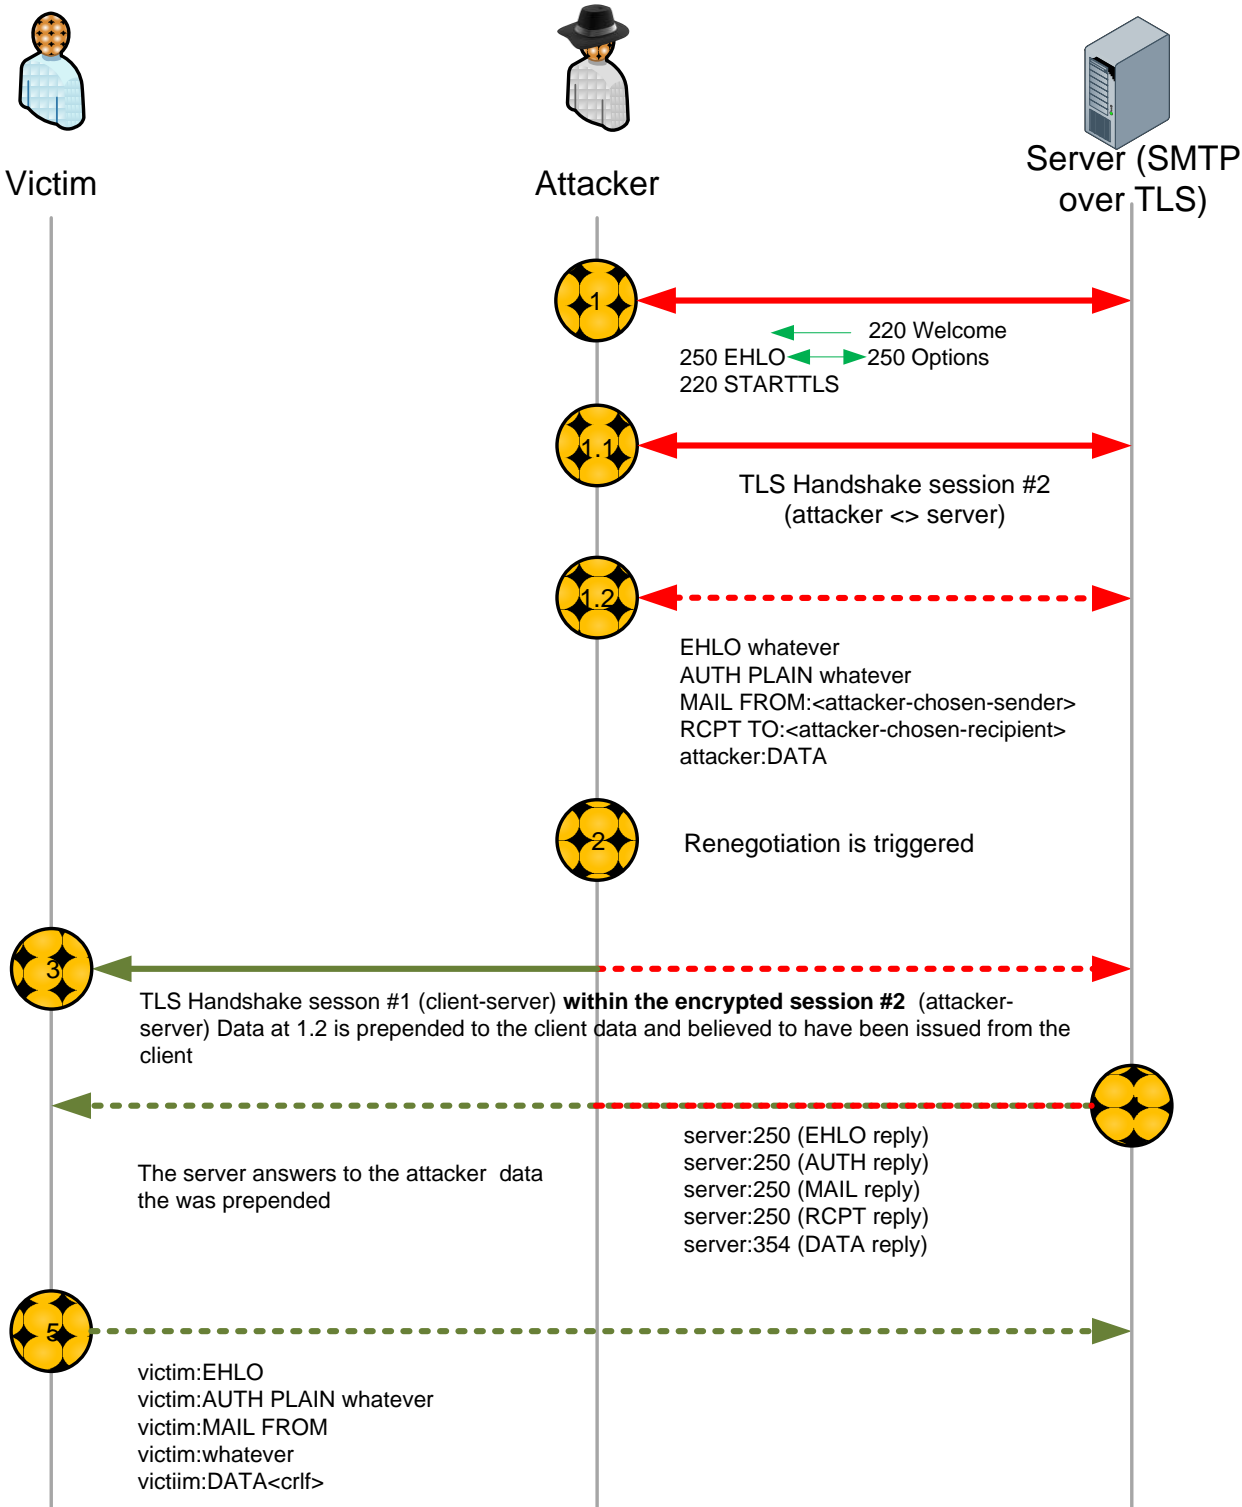 Victim
Attacker
Server (SMTP
over TLS)
1
220 Welcome
250 EHLO 250 Options
220 STARTTLS
1.1
TLS Handshake session #2
(attacker <> server)
1.2
EHLO whatever
AUTH PLAIN whatever
MAIL FROM:<attacker-chosen-sender>
RCPT TO:<attacker-chosen-recipient>
attacker:DATA
2
Renegotiation is triggered
3
TLS Handshake sesson #1 (client-server) within the encrypted session #2 (attacker-
server) Data at 1.2 is prepended to the client data and believed to have been issued from the
client
server:250 (EHLO reply)
server:250 (AUTH reply)
server:250 (MAIL reply)
server:250 (RCPT reply)
server:354 (DATA reply)
The server answers to the attacker data
the was prepended
5
victim:EHLO
victim:AUTH PLAIN whatever
victim:MAIL FROM
victim:whatever
victiim:DATA<crlf>